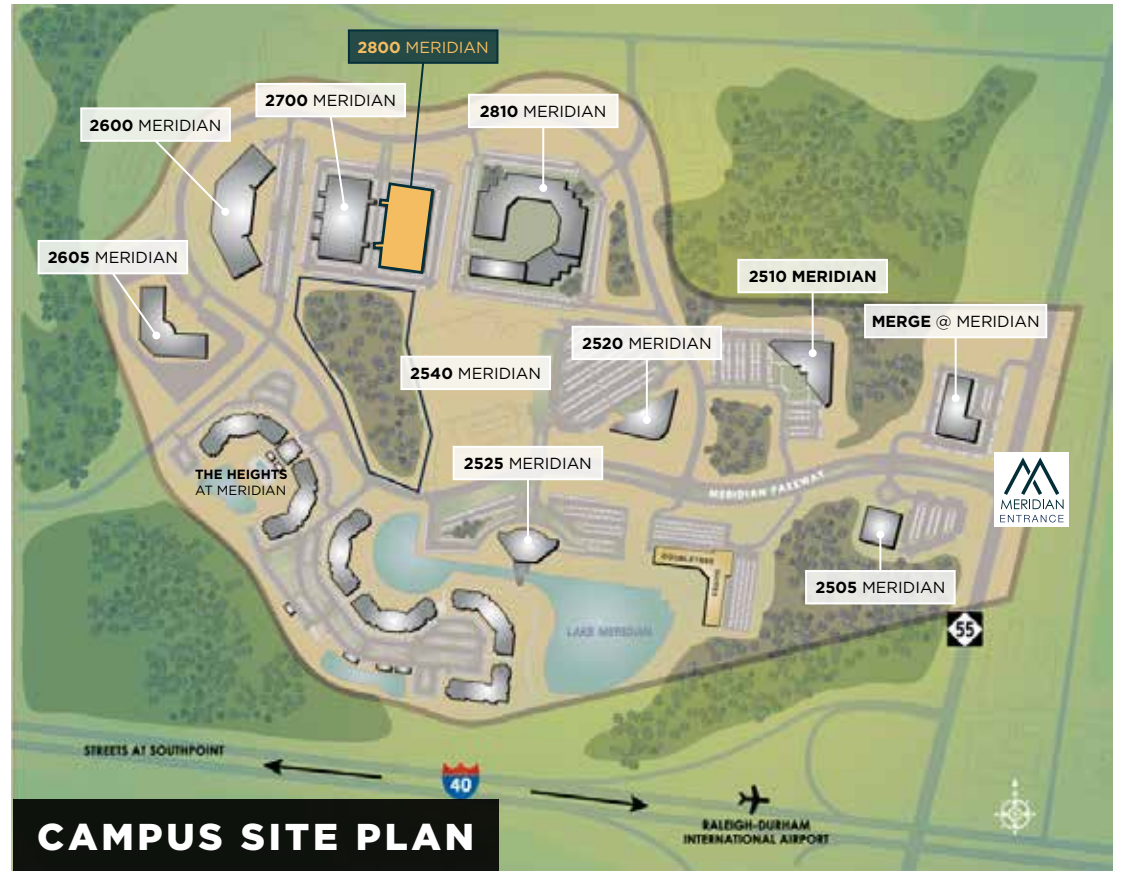 2800 MERIDIAN
2700 MERIDIAN
2810 MERIDIAN
2600 MERIDIAN
2605 MERIDIAN
2510 MERIDIAN
MERGE @ MERIDIAN
2520 MERIDIAN
2540 MERIDIAN
2525 MERIDIAN
THE HEIGHTS
AT MERIDIAN
MERIDIAN PARKWAY
MERIDIAN
ENTRANCE
DOUBLETREE
2505 MERIDIAN
LAKE MERIDIAN
55
STREETS AT SOUTHPOINT
40
RALEIGH-DURHAM
INTERNATIONAL AIRPORT
CAMPUS SITE PLAN